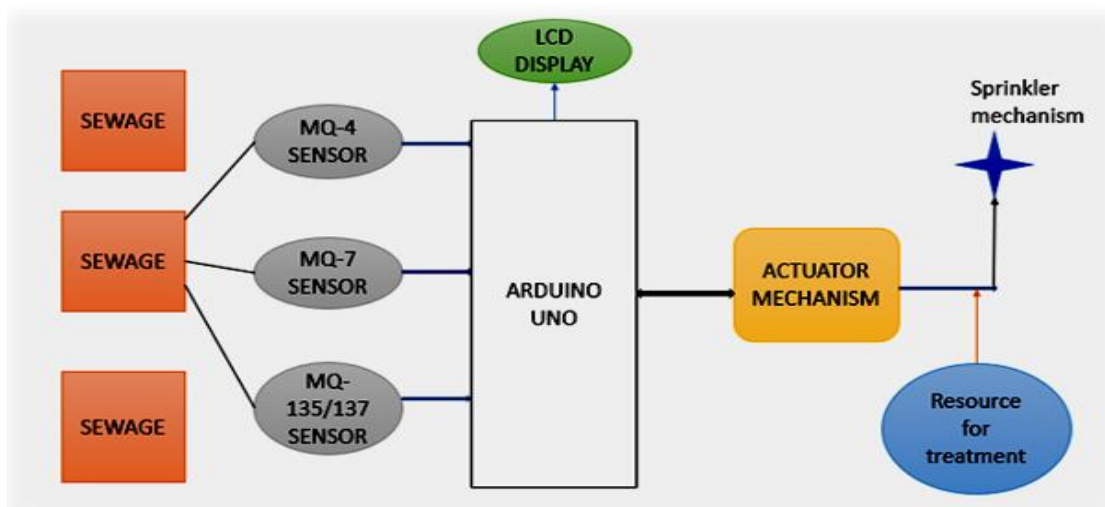 LCD
DISPLAY
SEWAGE
MQ-4
SENSOR
Sprinkler
mechanism
SEWAGE
MQ-7
SENSOR
ARDUINO
UNO
ACTUATOR
MECHANISM
SEWAGE
MQ-
135/137
SENSOR
Resource
for
treatment